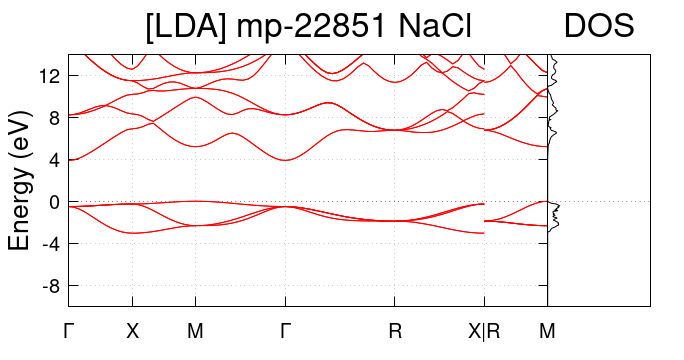 [LDA] mp-22851 NaCl DOS
Energy (eV)
12
8
4
0
-4
-8
Γ X M Γ R X|R M